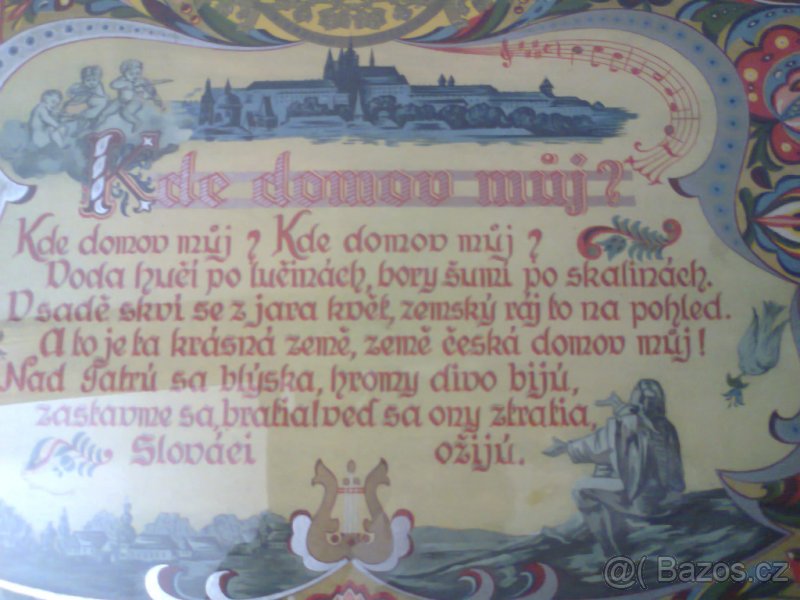 Kde domov můj?
Kde domov můj ? Kde domov můj ?
Voda hučí po lučinách, bory šumí po skalinách.
V sadě skví se z jara květ, zemský ráj to na pohled.
A to je ta krásná země, země česká domov můj!
Nad Tatrú sa blýska, hromy divo bijú,
zastavme sa, bratia! veď sa ony ztratia,
Slováci ožijú.
@( Bazos.cz